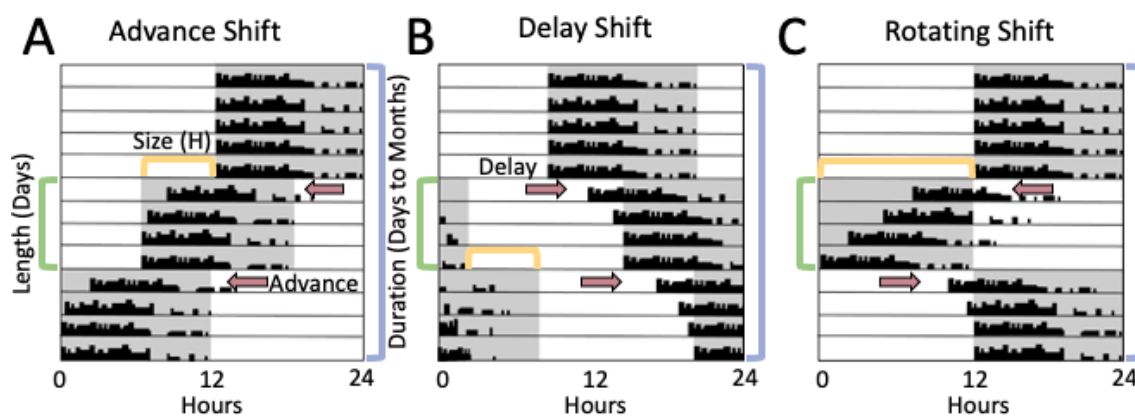 A Advance Shift
B Delay Shift
C Rotating Shift
Size (H)
Length (Days)
Advance
Duration (Days to Months)
Delay
0 12 24
Hours
0 12 24
Hours
0 12 24
Hours